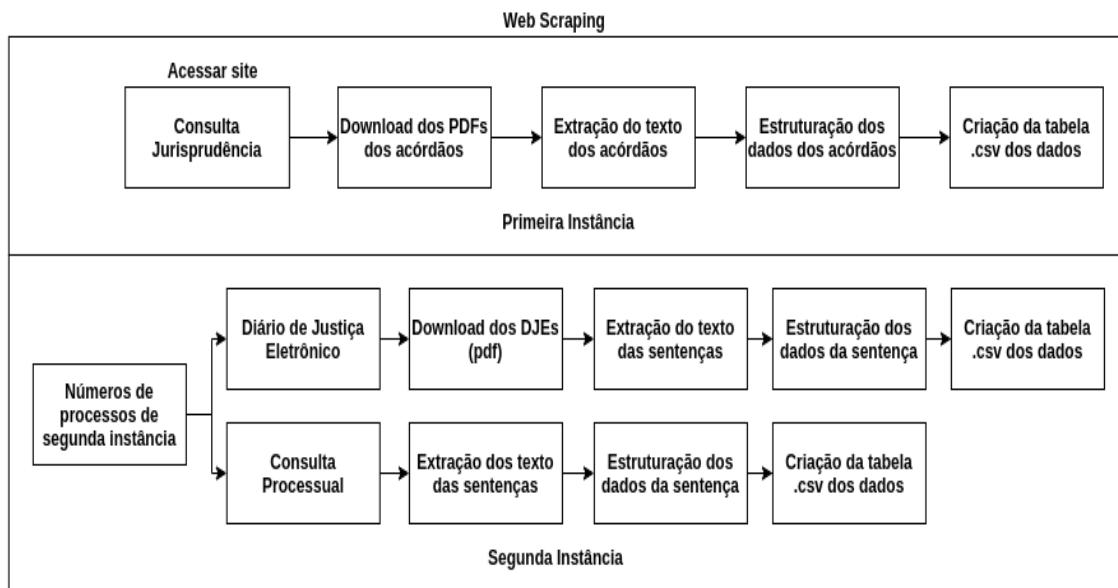 Web Scraping
Acessar site
Consulta
Jurisprudência
Download dos PDFs
dos acórdãos
Extração do texto
dos acórdãos
Estruturação dos
dados dos acórdãos
Criação da tabela
.csv dos dados
Primeira Instância
Números de
processos de
segunda instância
Diário de Justiça
Eletrônico
Download dos DJEs
(pdf)
Extração do texto
das sentenças
Estruturação dos
dados da sentença
Criação da tabela
.csv dos dados
Consulta
Processual
Extração dos texto
das sentenças
Estruturação dos
dados da sentença
Criação da tabela
.csv dos dados
Segunda Instância